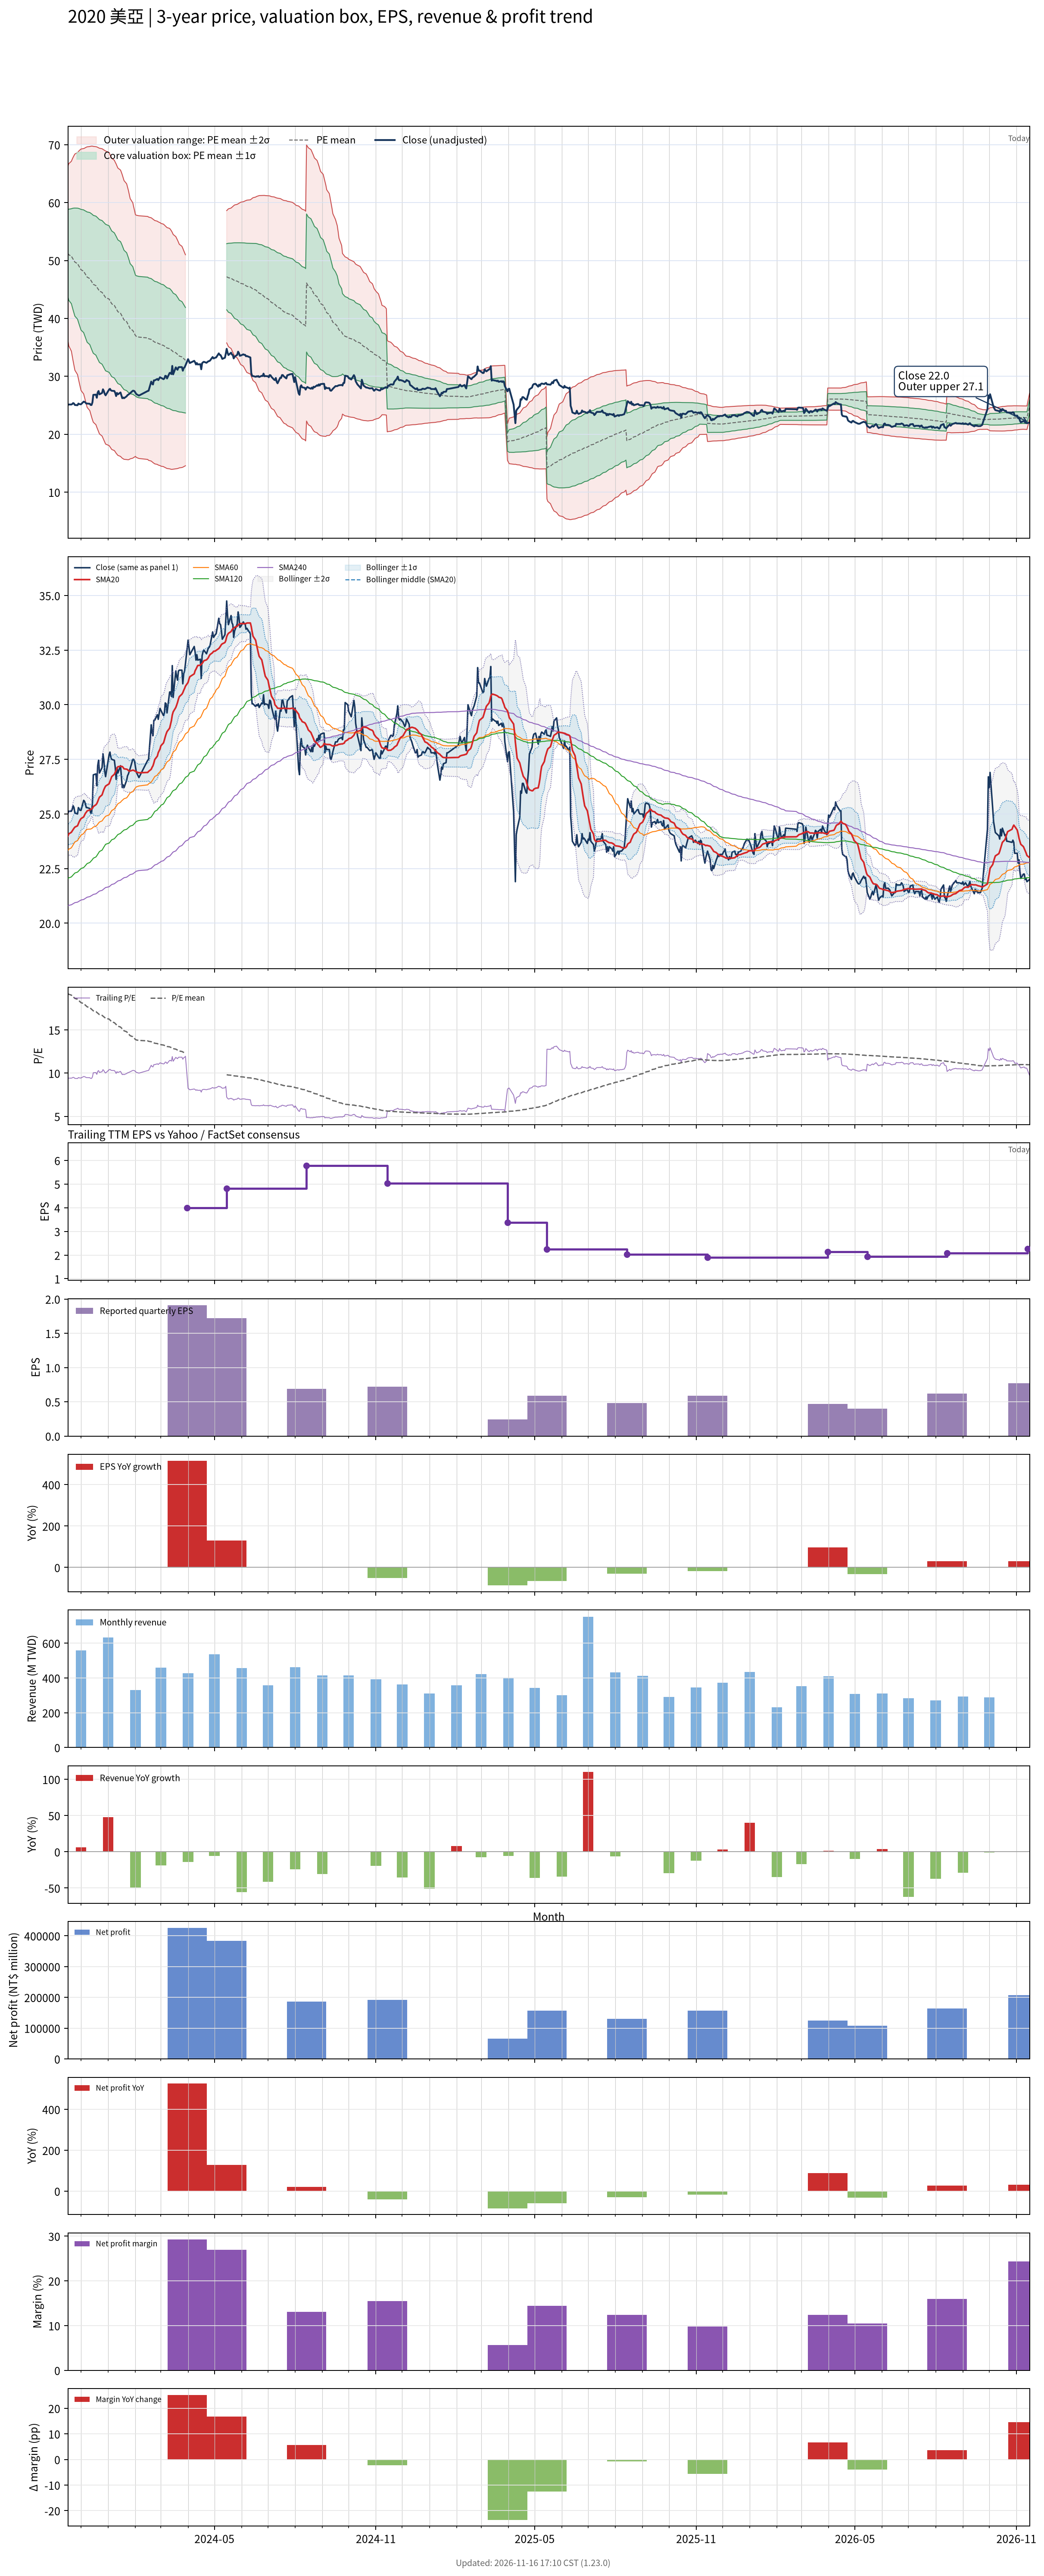 2020 美亞 | 3-year price, valuation box, EPS, revenue & profit trend
Outer valuation range: PE mean ±2σ
Core valuation box: PE mean ±1σ
PE mean
Close (unadjusted)
Today
Close 22.0
Outer upper 27.1
Price (TWD)
70
60
50
40
30
20
10
Close (same as panel 1)
SMA20
SMA60
SMA120
SMA240
Bollinger ±2σ
Bollinger ±1σ
Bollinger middle (SMA20)
Price
35.0
32.5
30.0
27.5
25.0
22.5
20.0
Trailing P/E
P/E mean
P/E
15
10
5
Trailing TTM EPS vs Yahoo / FactSet consensus
Today
EPS
6
5
4
3
2
1
Reported quarterly EPS
EPS
2.0
1.5
1.0
0.5
0.0
EPS YoY growth
YoY (%)
400
200
0
Monthly revenue
Revenue (M TWD)
600
400
200
0
Revenue YoY growth
YoY (%)
100
50
0
-50
Month
Net profit
Net profit (NT$ million)
400000
300000
200000
100000
0
Net profit YoY
YoY (%)
400
200
0
Net profit margin
Margin (%)
30
20
10
0
Margin YoY change
Δ margin (pp)
20
10
0
-10
-20
2024-05
2024-11
2025-05
2025-11
2026-05
2026-11
Updated: 2026-11-16 17:10 CST (1.23.0)